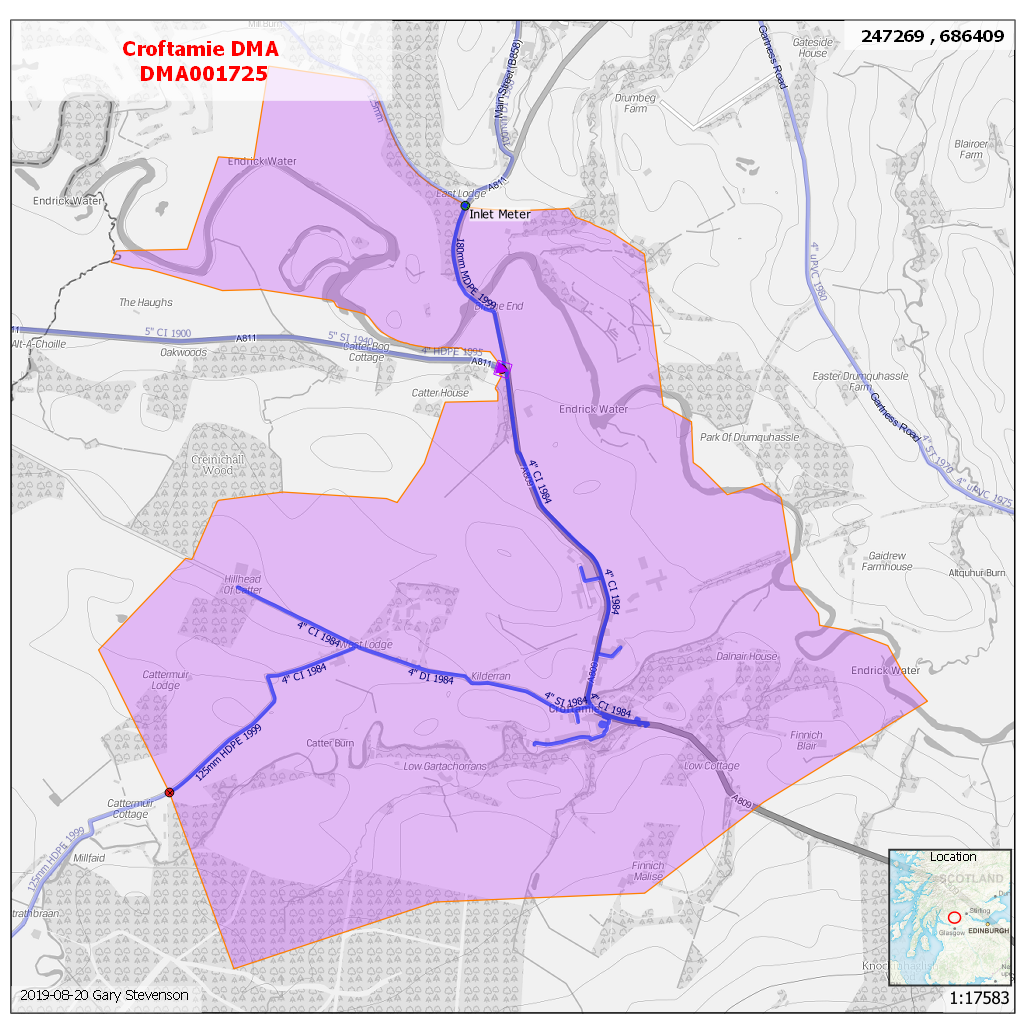 Croftamie DMA
DMA001725
247269 , 686409
Mill Burn
Main Street (B858)
Gartness Road
Gateside
House
Drumbeg
Farm
Blairoer
Farm
Endrick Water
Endrick Water
East Lodge
A811
Inlet Meter
180mm MDPE 1999
4" uPVC 1980
The Haughs
5" CI 1900
A811
5" SI 1940
Catter Bog
Cottage
4" HDPE 1995
A811
11
Alt-A-Choille
Oakwoods
Catter House
Endrick Water
Easter Drumquhassle
Farm
Gartness Road
Park Of Drumquhassle
4" ST 1970
4" uPVC 1975
Creinichall
Wood
4" CI 1984
A809
Gaidrew
Farmhouse
Altquhur Burn
Hillhead
Of Catter
4" CI 1984
4" CI 1984
West Lodge
4" CI 1984
4" DI 1984
Kilderran
A809
Dalnair House
Endrick Water
Cattermuir
Lodge
4" SI 1984
4" CI 1984
Croftamie
125mm HDPE 1999
Catter Burn
Low Gartachorrans
Low Cottage
Finnich
Blair
A809
Cattermuir
Cottage
125mm HDPE 1999
Millfaid
Finnich
Malise
trathbraan
Location
SCOTLAND
Stirling
Glasgow
EDINBURGH
2019-08-20 Gary Stevenson
1:17583